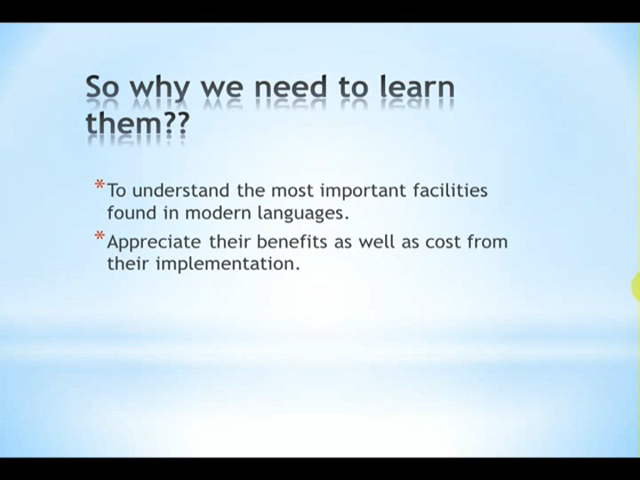 So why we need to learn
them??
* To understand the most important facilities
found in modern languages.
* Appreciate their benefits as well as cost from
their implementation.